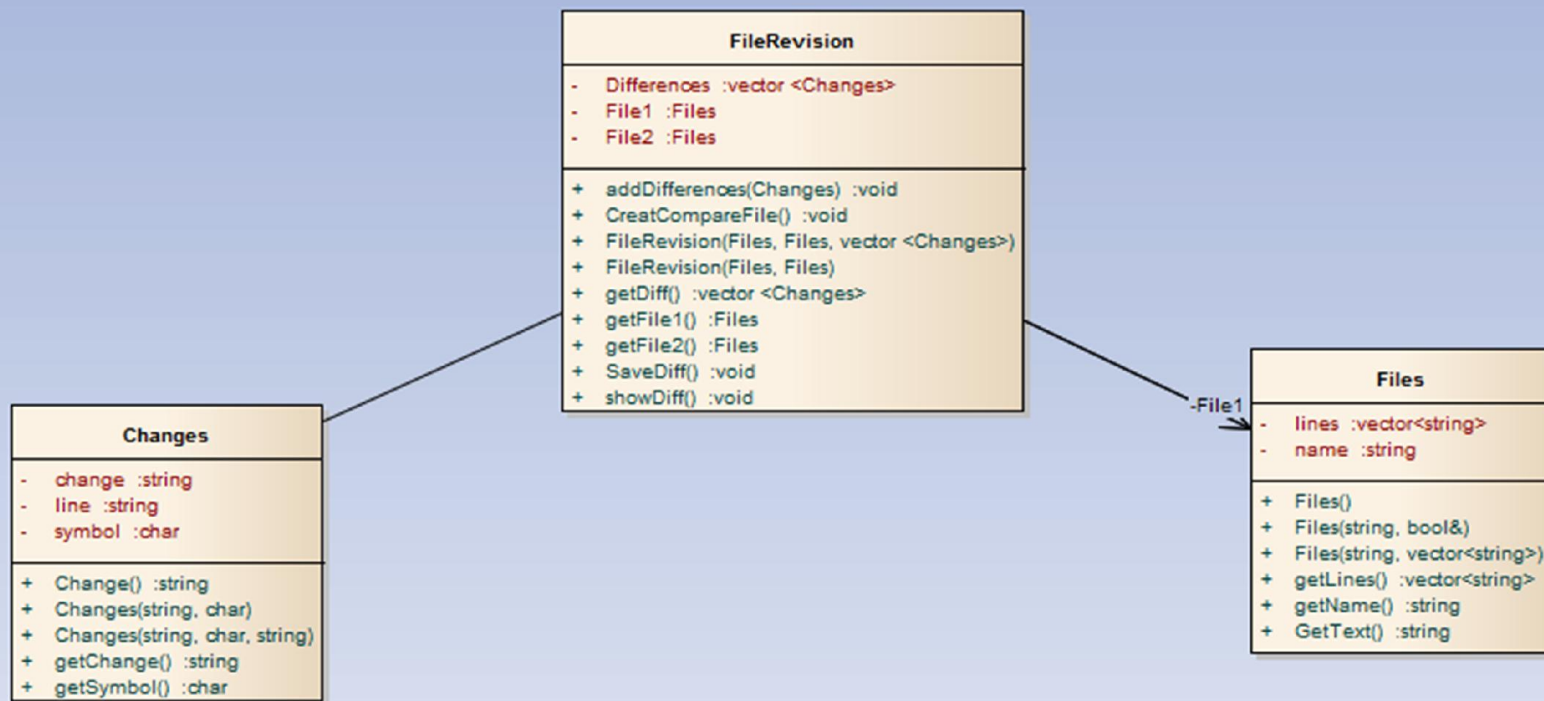 FileRevision
- Differences :vector <Changes>
- File1 :Files
- File2 :Files
+ addDifferences(Changes) :void
+ CreatCompareFile() :void
+ FileRevision(Files, Files, vector <Changes>)
+ FileRevision(Files, Files)
+ getDiff() :vector <Changes>
+ getFile1() :Files
+ getFile2() :Files
+ SaveDiff() :void
+ showDiff() :void
-File1
Changes
- change :string
- line :string
- symbol :char
+ Change() :string
+ Changes(string, char)
+ Changes(string, char, string)
+ getChange() :string
+ getSymbol() :char
Files
- lines :vector<string>
- name :string
+ Files()
+ Files(string, bool&)
+ Files(string, vector<string>)
+ getLines() :vector<string>
+ getName() :string
+ GetText() :string